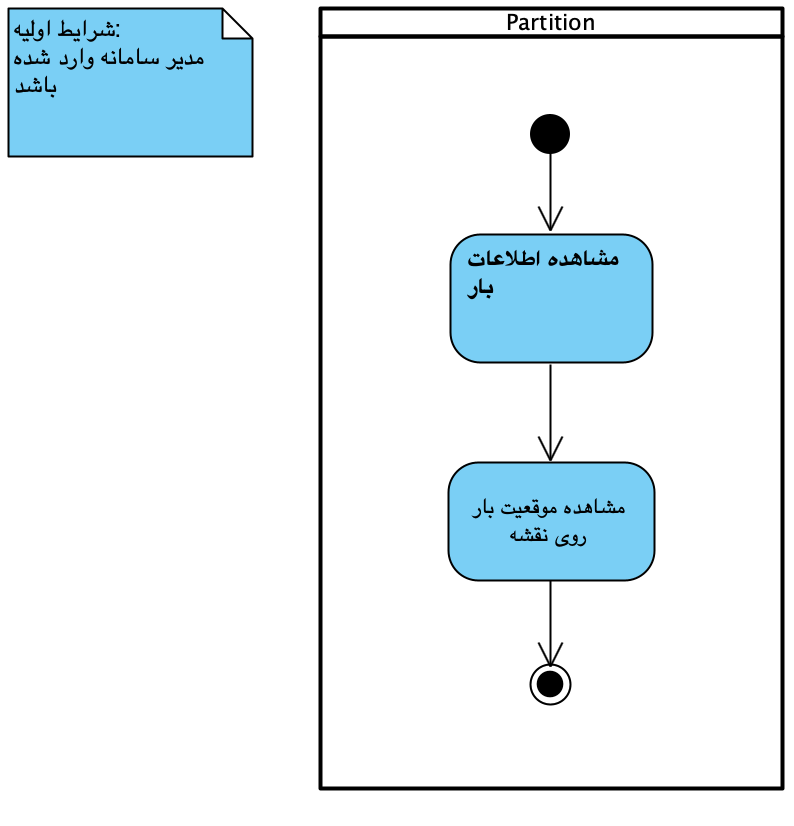 شرایط اولیه:
مدیر سامانه وارد شده
باشد
Partition
مشاهده اطلاعات
بار
مشاهده موقعیت بار
روی نقشه